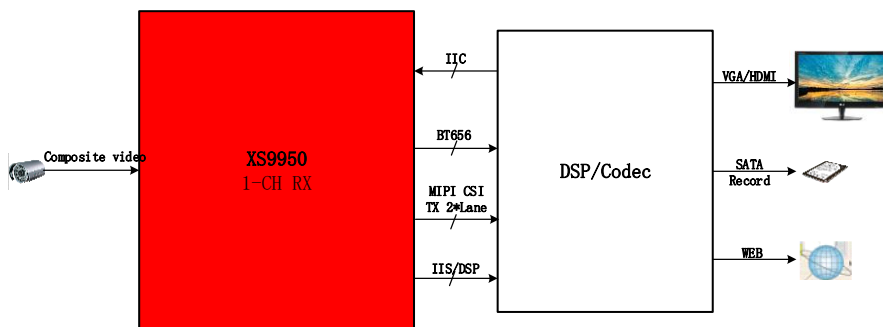 Composite video
XS9950
1-CH RX
IIC
BT656
MIPI CSI
TX 2*Lane
IIS/DSP
DSP/Codec
VGA/HDMI
SATA
Record
WEB